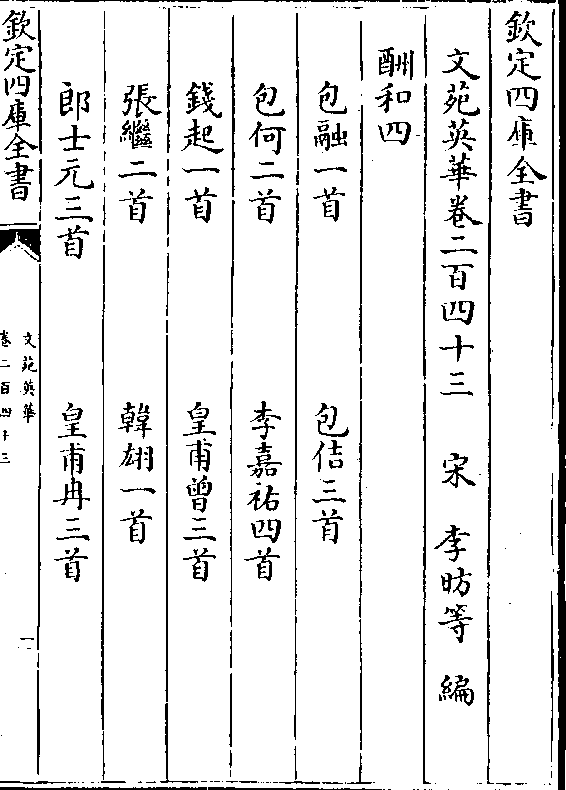 欽定四庫全書
文苑英華卷二百四十三 宋 李昉等 編
酬和四
包融一首 包佶三首
包何二首 李嘉祐四首
錢起一首 皇甫曾三首
張繼二首 韓翃一首
郎士元三首 皇甫冉三首
欽定四庫全書
文苑英華
卷二百四十三
一